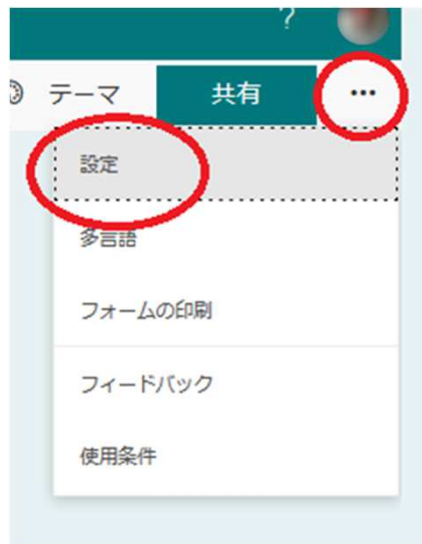 ?
テーマ 共有 …
設定
多言語
フォームの印刷
フィードバック
使用条件